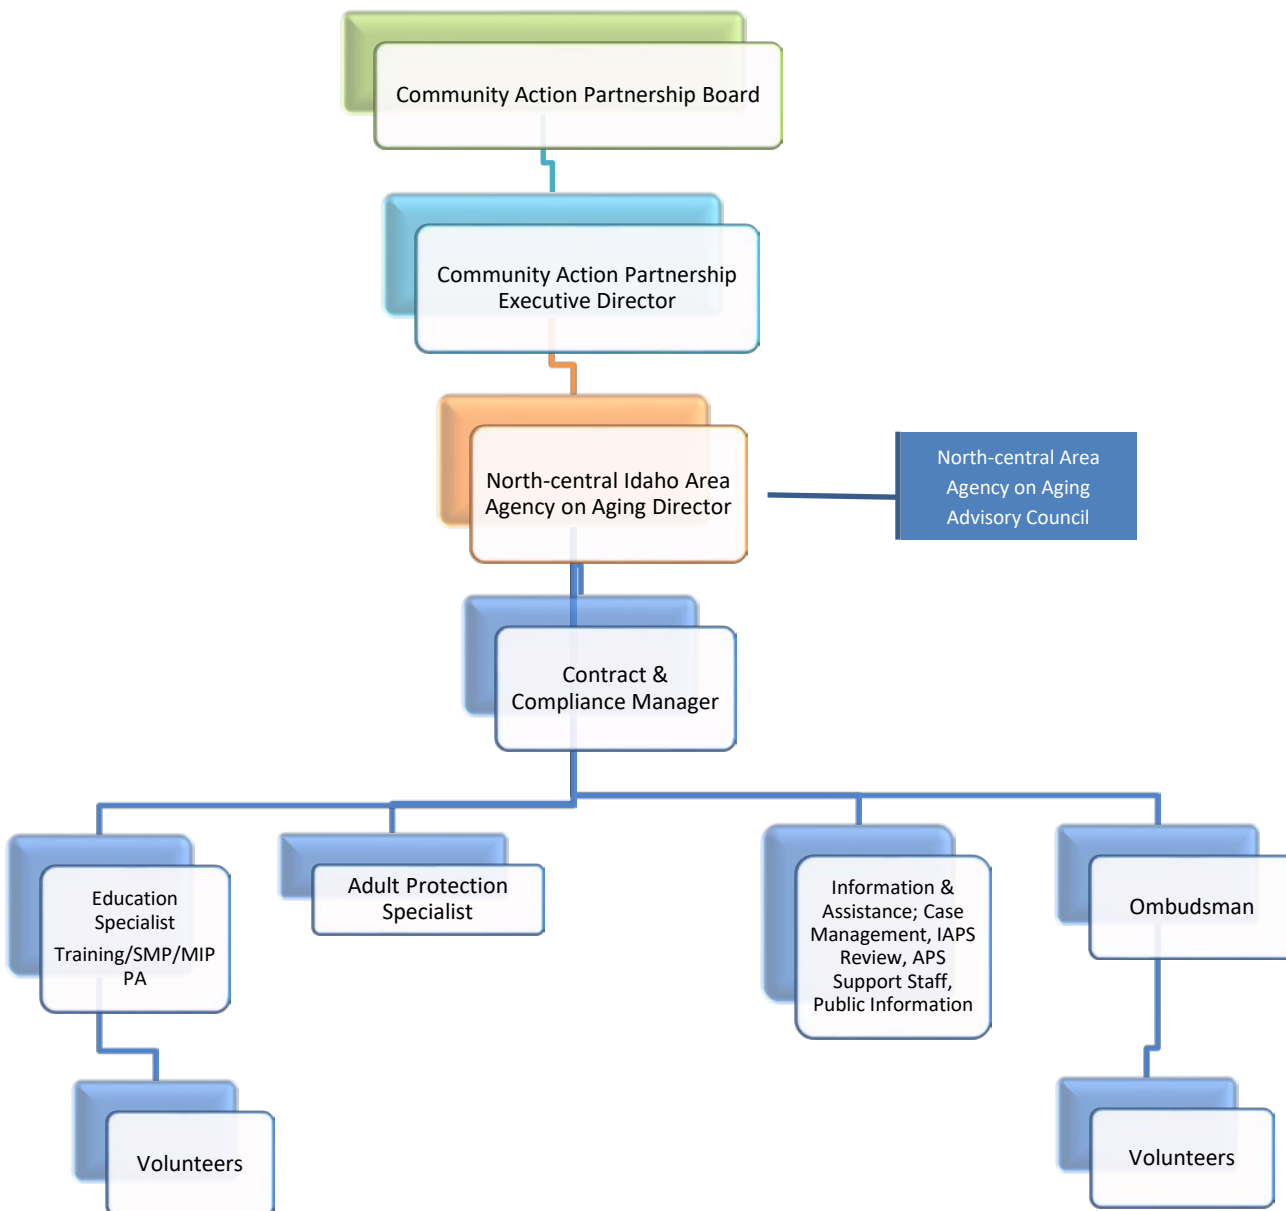 Community Action Partnership Board
Community Action Partnership
Executive Director
North-central Idaho Area
Agency on Aging Director
North-central Area
Agency on Aging
Advisory Council
Contract &
Compliance Manager
Education
Specialist
Training/SMP/MIP
PA
Adult Protection
Specialist
Information &
Assistance; Case
Management, IAPS
Review, APS
Support Staff,
Public Information
Ombudsman
Volunteers
Volunteers